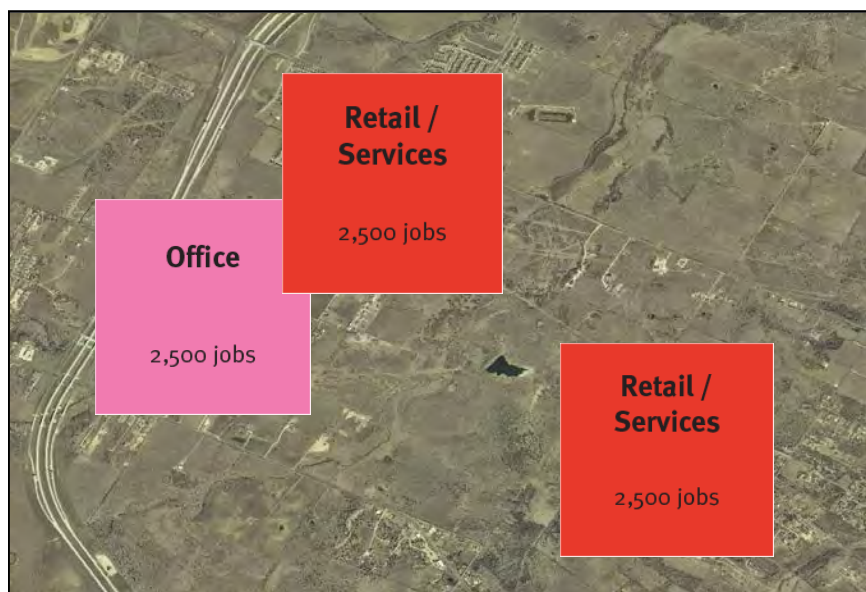 Retail /
Services
2,500 jobs
Office
2,500 jobs
Retail /
Services
2,500 jobs